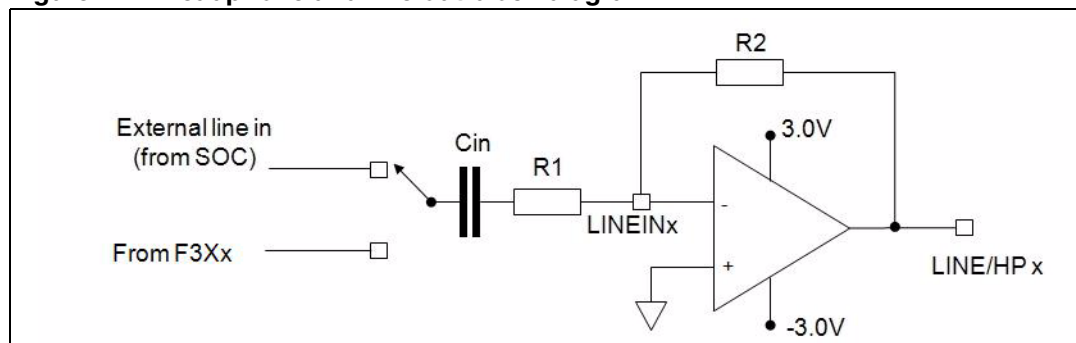 R2
External line in
(from SOC)
Cin
R1
3.0V
-
LINEINx
+
From F3Xx
LINE/HP x
-3.0V